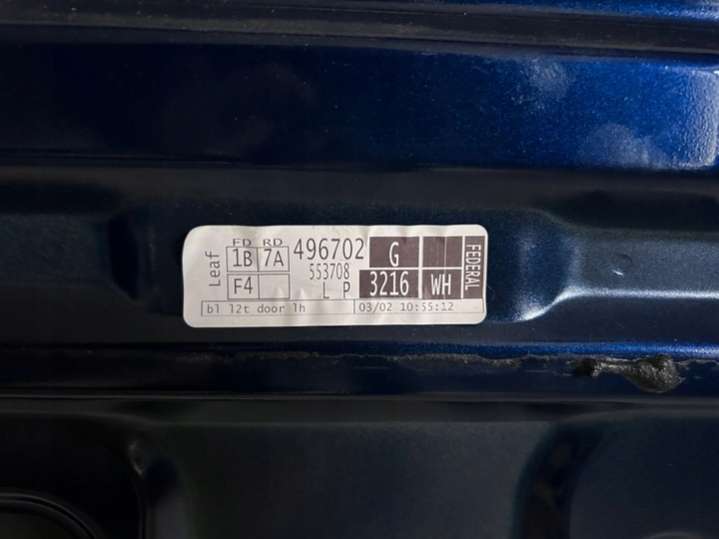 Leaf
FD RD
1B 7A 496702 G
553708
F4 L P 3216 WH
FEDERAL
bl l2t door lh 03/02 10:55:12